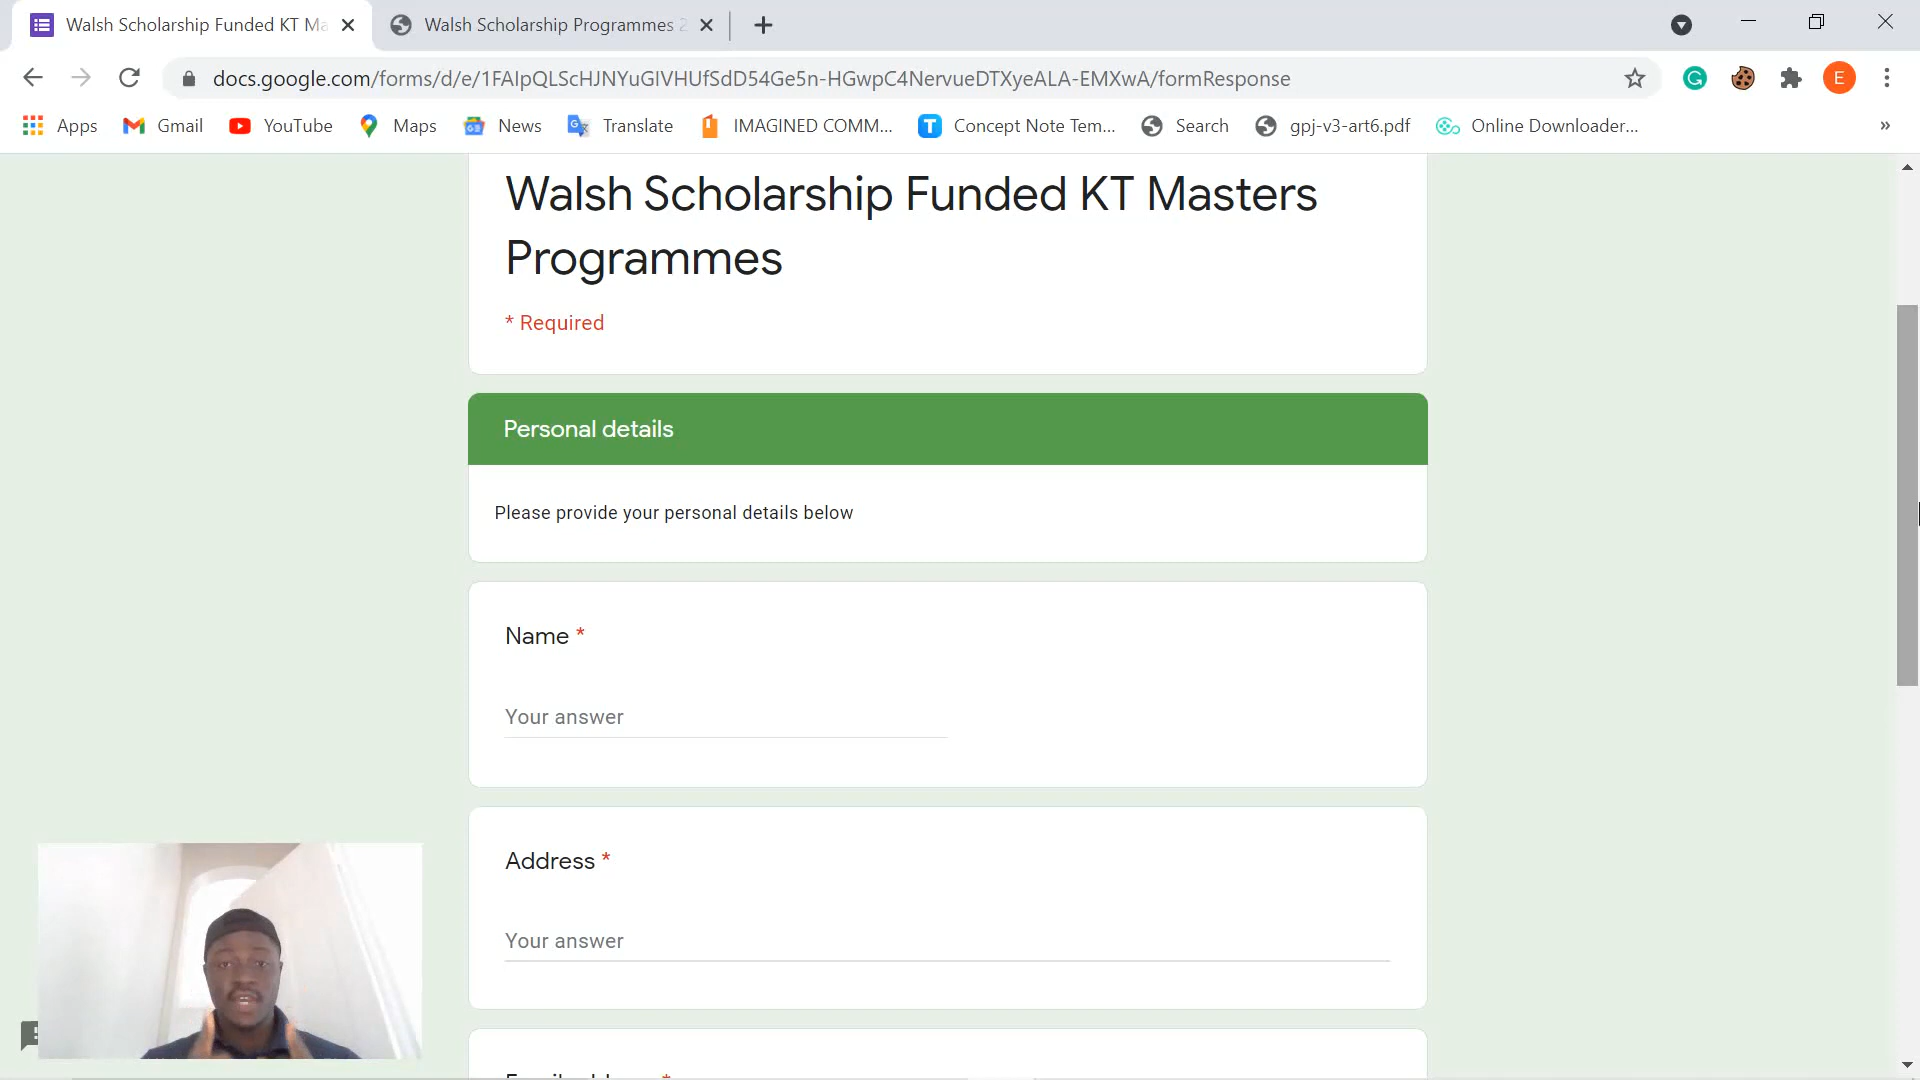 Walsh Scholarship Funded KT Ma
Walsh Scholarship Programmes 2
docs.google.com/forms/d/e/1FAIpQLScHJNYuGIVHUfSdD54Ge5n-HGwpC4NervueDTXyeALA-EMXwA/formResponse
E
Apps
Gmail
YouTube
Maps
News
Translate
IMAGINED COMM...
Concept Note Tem...
Search
gpj-v3-art6.pdf
Online Downloader...
»
Walsh Scholarship Funded KT Masters
Programmes
* Required
Personal details
Please provide your personal details below
Name *
Your answer
Address *
Your answer